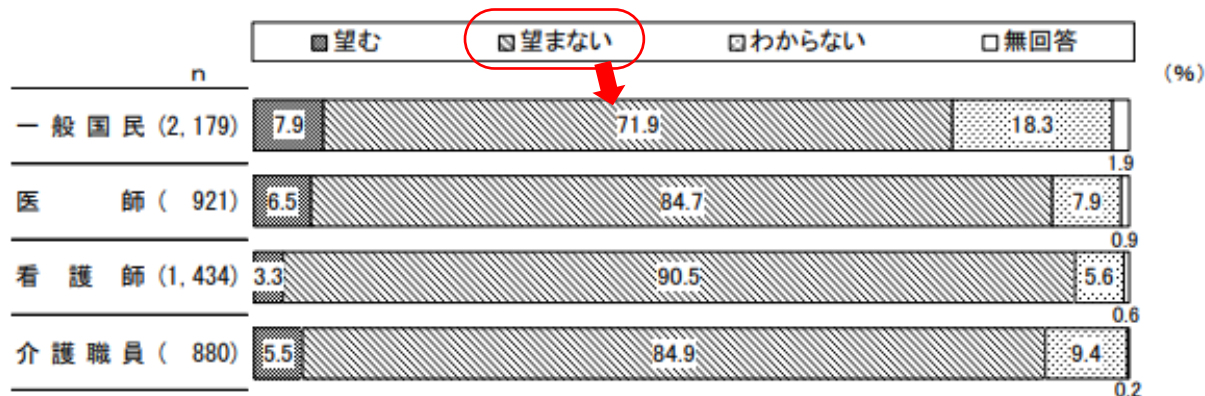 望む 望まない わからない 無回答
n
(%)
一般国民 (2,179) 7.9 71.9 18.3
1.9
医師 ( 921) 6.5 84.7 7.9
0.9
看護師 (1,434) 3.3 90.5 5.6
0.6
介護職員 ( 880) 5.5 84.9 9.4
0.2